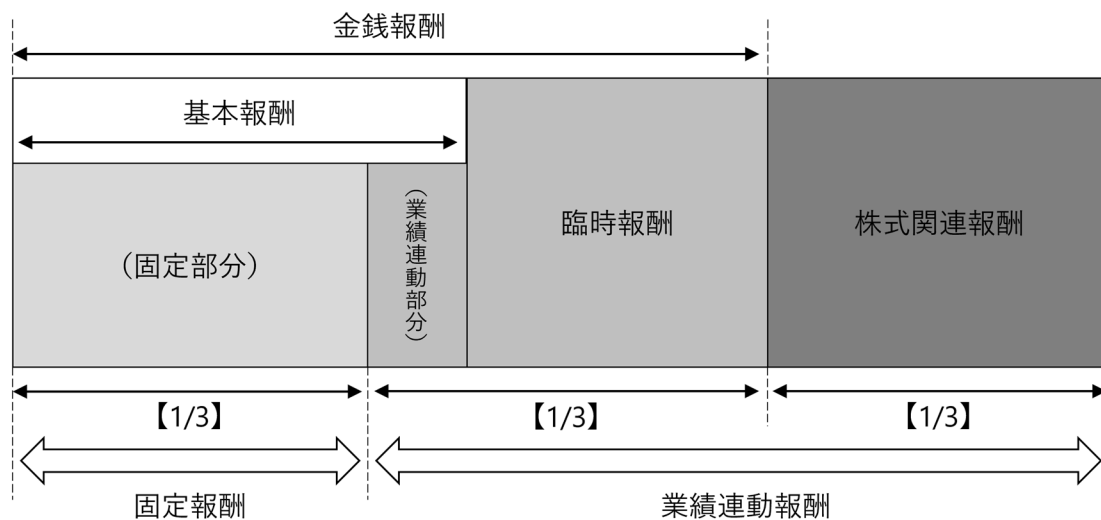 金銭報酬
基本報酬
（固定部分）
（業績連動部分）
臨時報酬
株式関連報酬
【1/3】
【1/3】
【1/3】
固定報酬
業績連動報酬